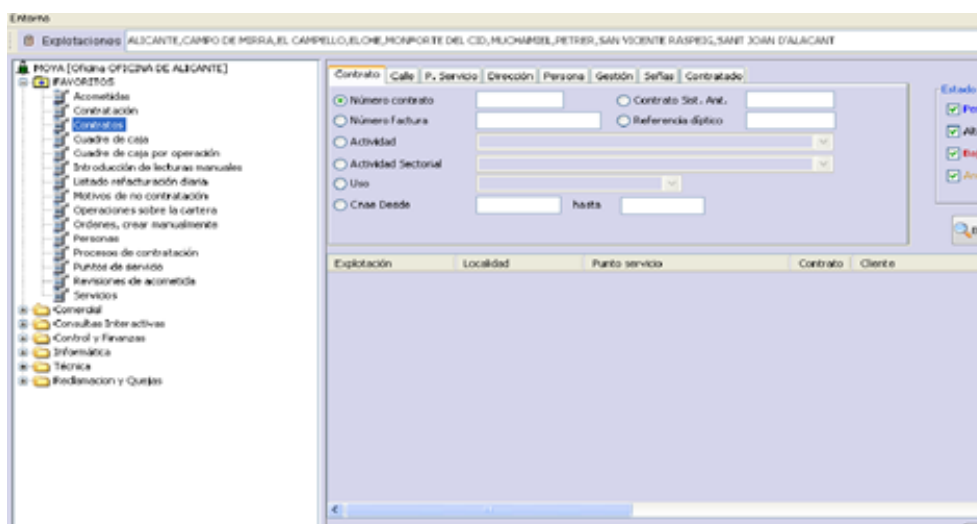 Entorno
Explotaciones ALICANTE,CAMPO DE MIRRA,EL CAMPELLO,ELCHE,MONFORTE DEL CID,MUCHAMIEL,PETRER,SAN VICENTE RASPEIG,SANT JOAN D'ALACANT
MOYA [Oficina OFICINA DE ALICANTE]
FAVORITOS
Acometidas
Contratación
Contratos
Cuadre de caja
Cuadre de caja por operación
Introducción de lecturas manuales
Listado refacturación diaria
Motivos de no contratación
Operaciones sobre la cartera
Ordenes, crear manualmente
Personas
Procesos de contratación
Puntos de servicio
Revisiones de acometida
Servicios
Comercial
Consultas Interactivas
Control y Finanzas
Informática
Técnica
Reclamacion y Quejas
Contrato Calle P. Servicio Dirección Persona Gestión Señas Contratado
Número contrato Contrato Sist. Ant.
Número factura Referencia díptico
Actividad
Actividad Sectorial
Uso
Cnae Desde hasta
Estado
Explotación Localidad Punto servicio Contrato Cliente